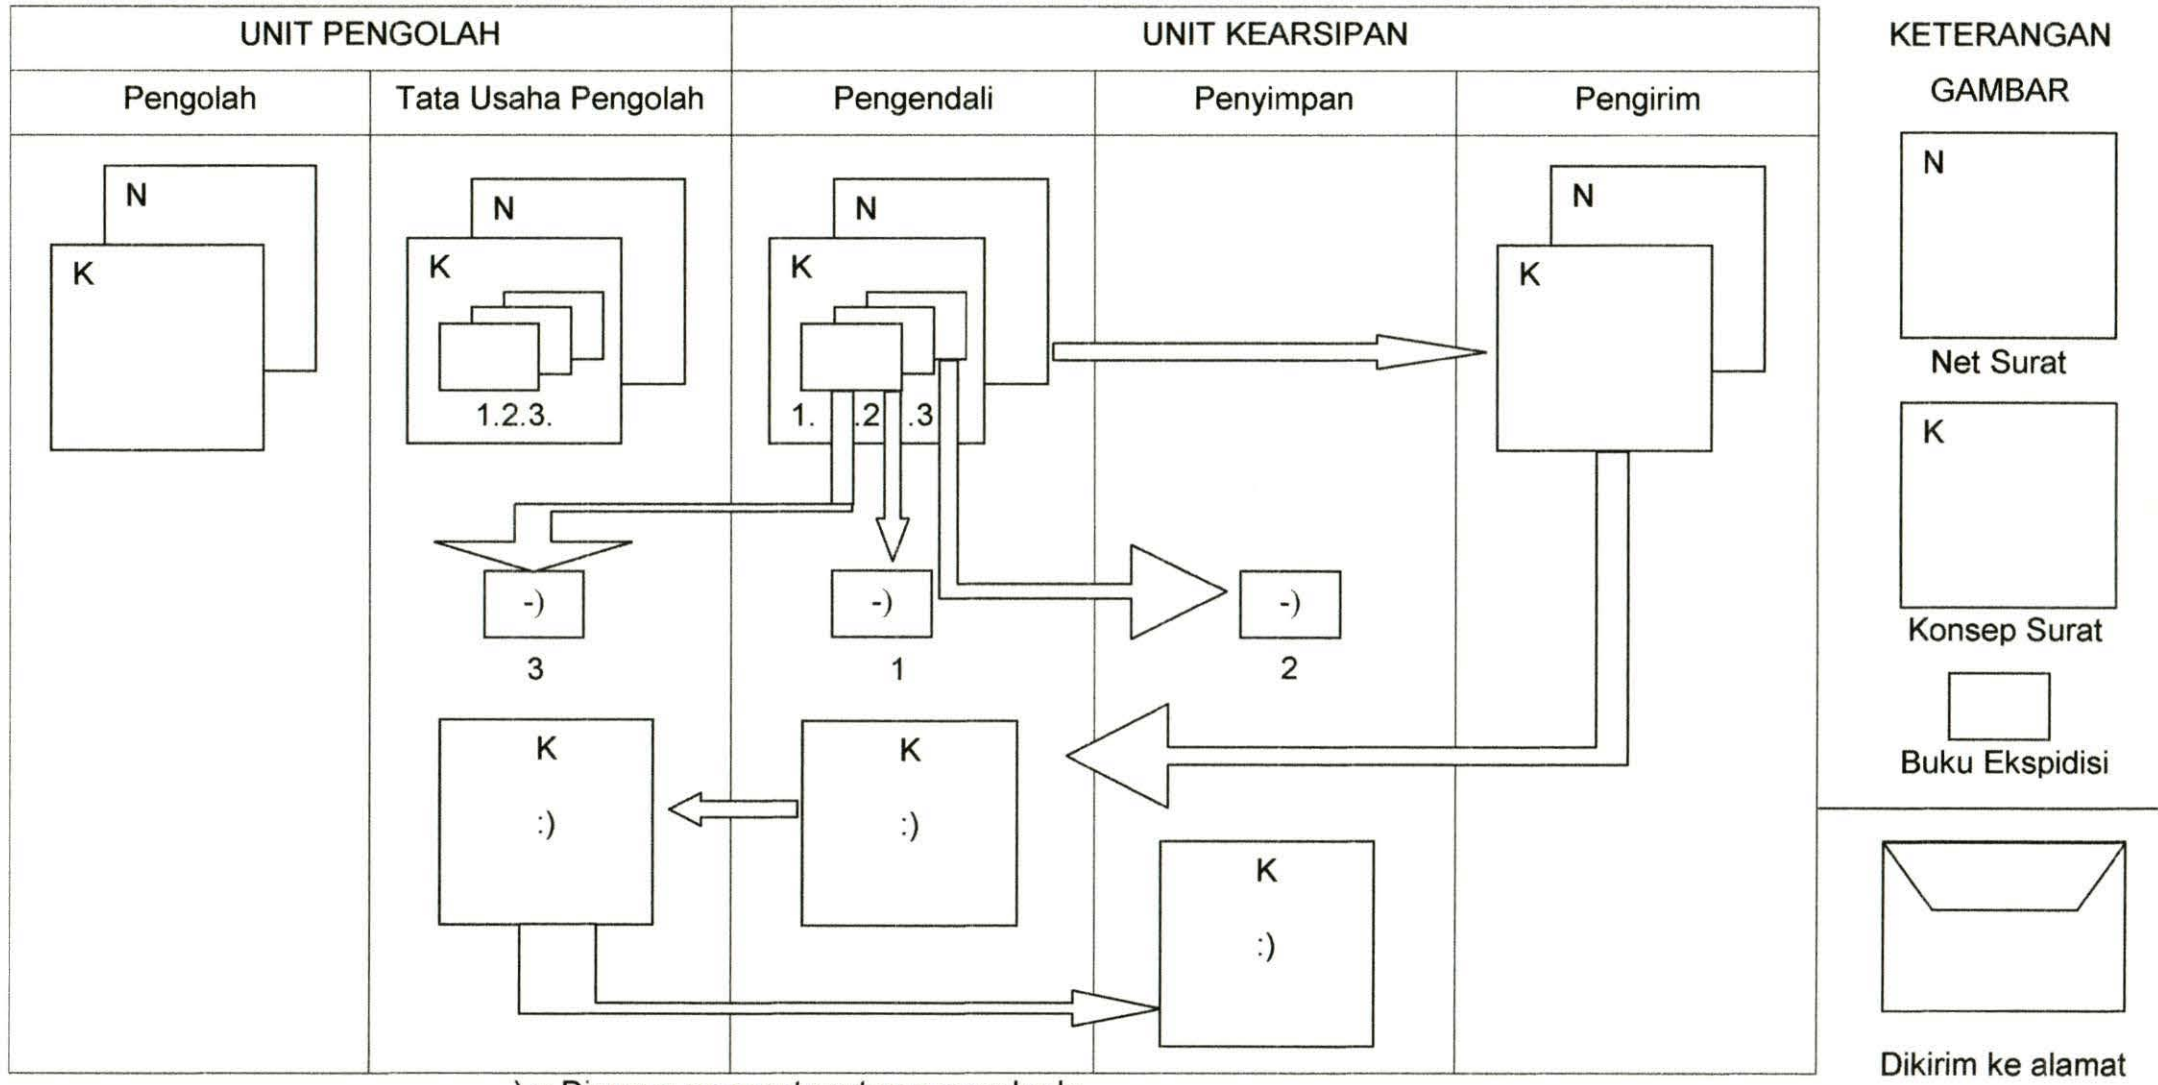 UNIT PENGOLAH
UNIT KEARSIPAN
KETERANGAN
GAMBAR
Pengolah
Tata Usaha Pengolah
Pengendali
Penyimpan
Pengirim
N
K
N
K
1.2.3.
N
K
1. .2 .3
N
K
N
Net Surat
K
Konsep Surat
Buku Ekspidisi
-)
3
-)
1
-)
2
K
:)
K
:)
K
:)
Dikirim ke alamat